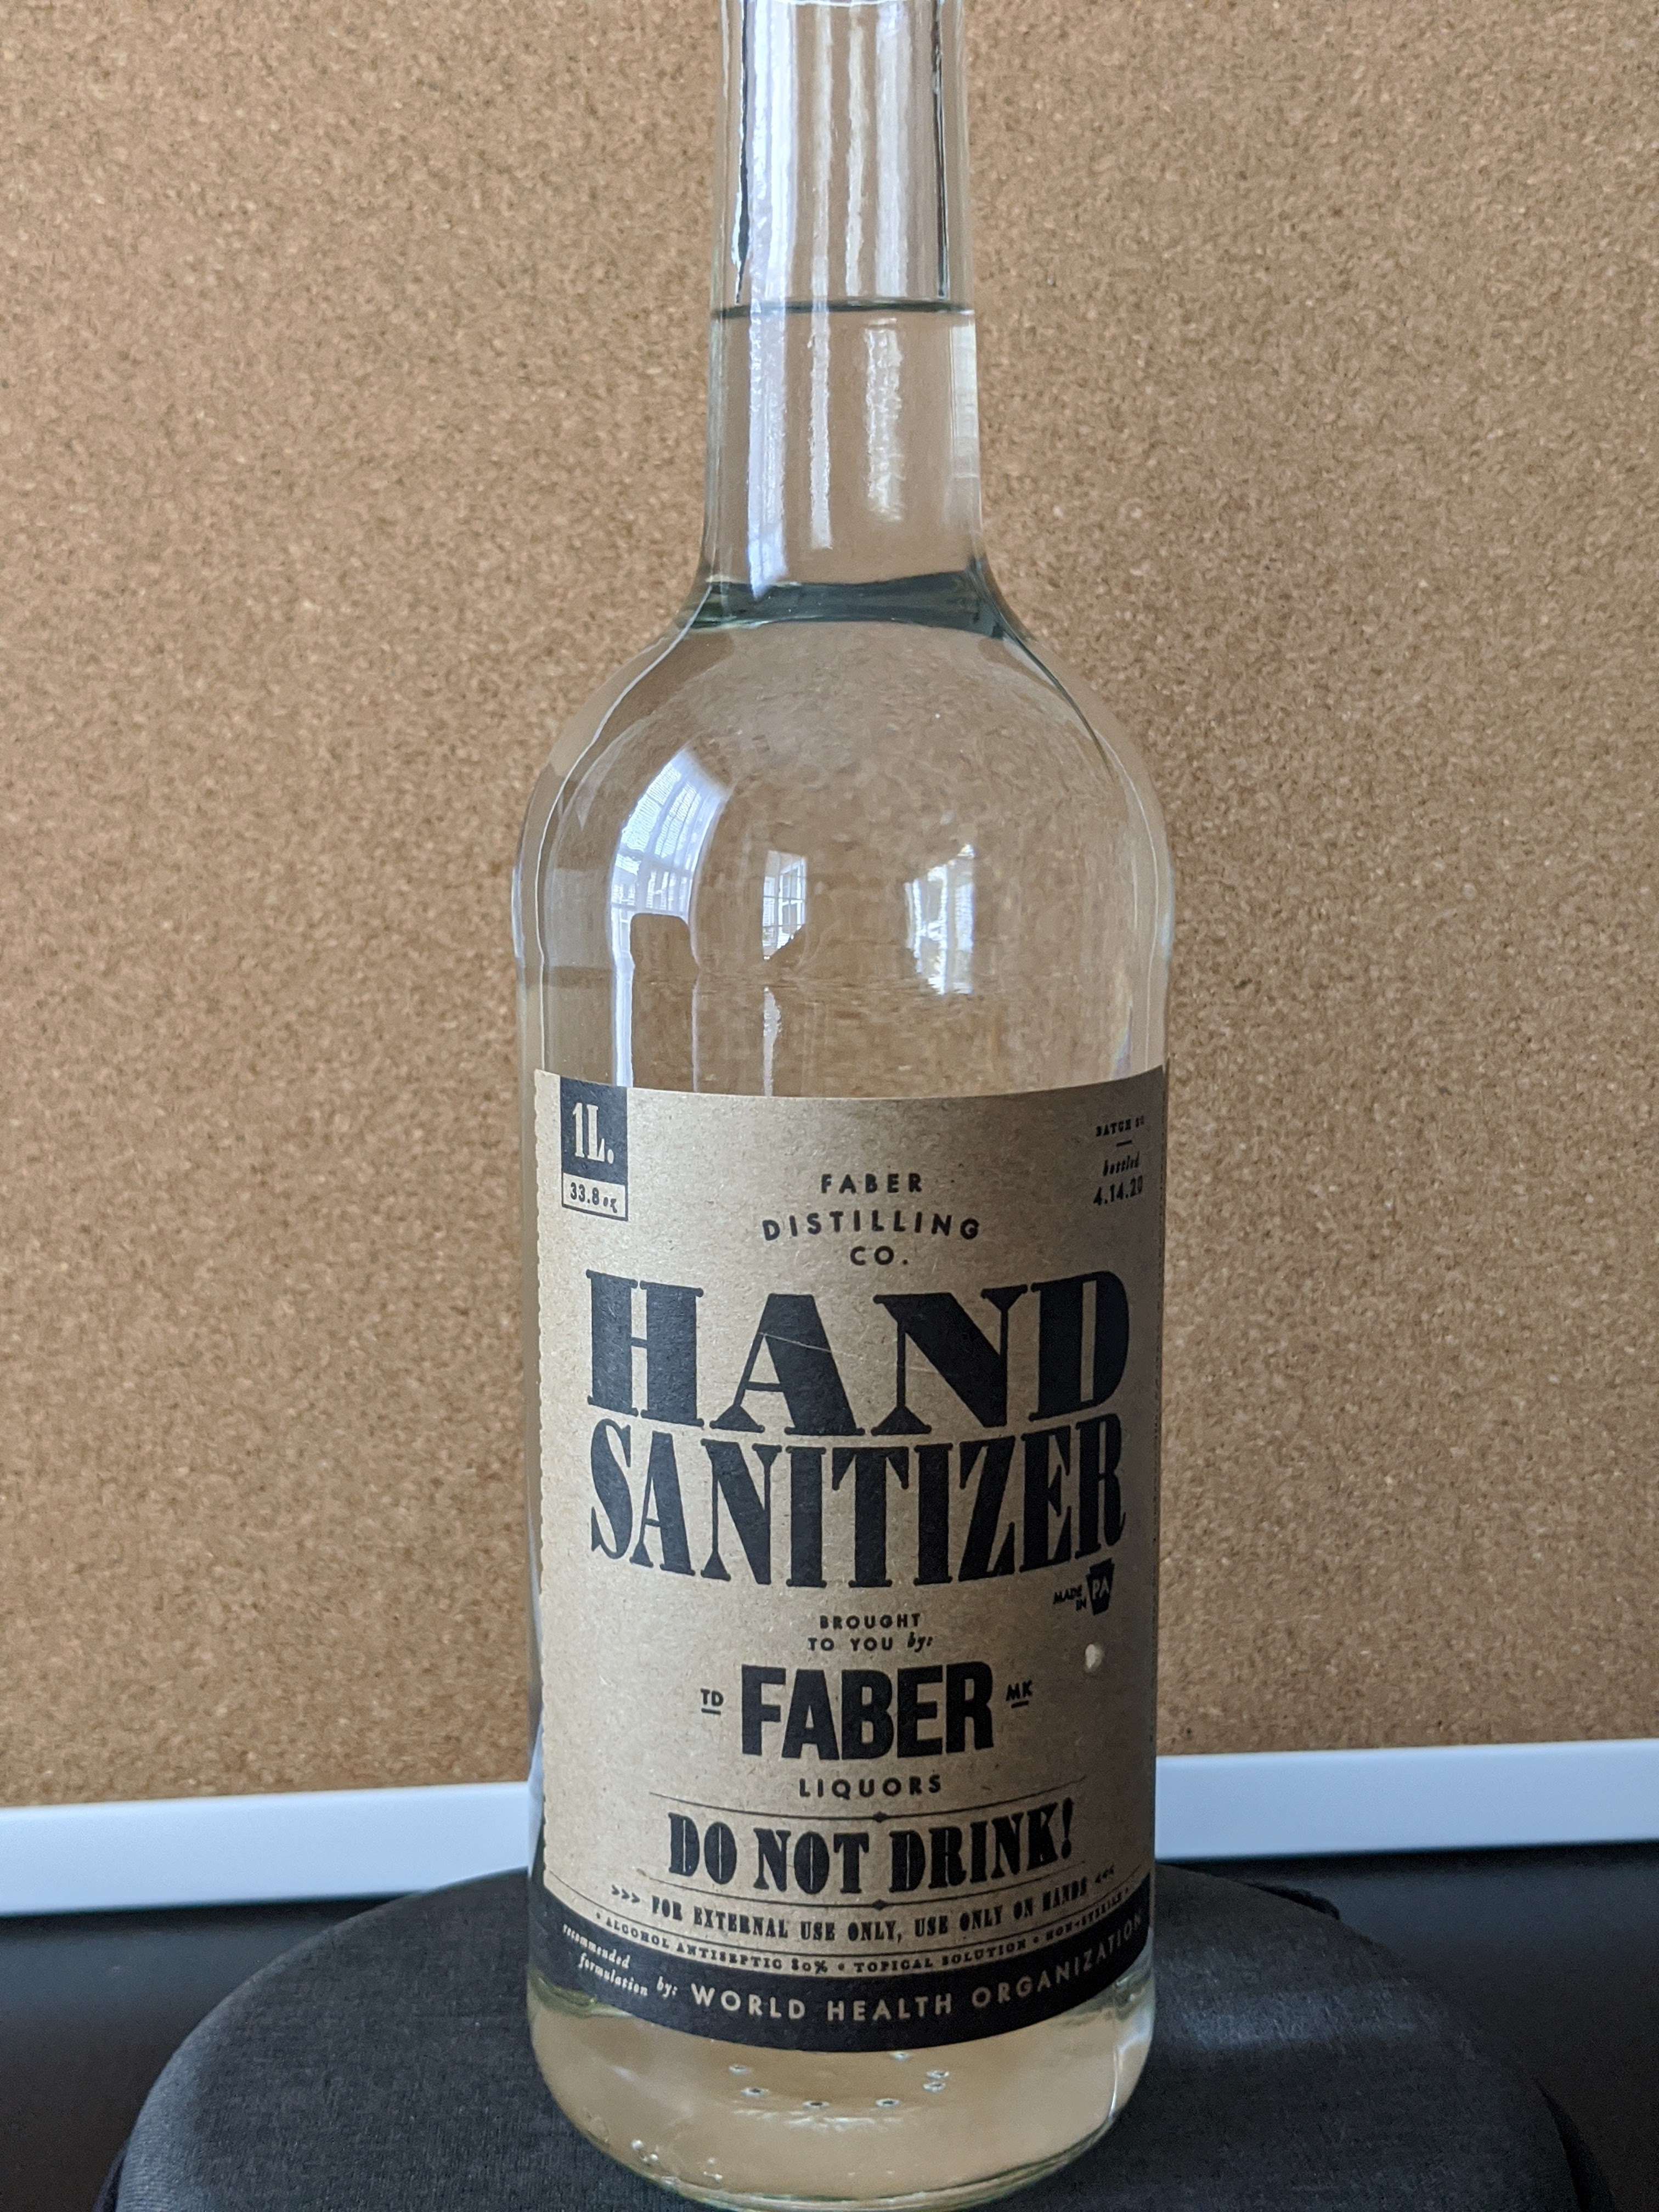 1L.
33.8 oz
BATCH
bottled
4.14.20
FABER
DISTILLING
CO.
HAND
SANITIZER
MADE
IN PA
BROUGHT
TO YOU by:
TD FABER MK
LIQUORS
DO NOT DRINK!
>>> FOR EXTERNAL USE ONLY, USE ONLY ON HANDS <<<
• ALCOHOL ANTISEPTIC 80% • TOPICAL SOLUTION • NON-STERILE •
recommended
formulation by: WORLD HEALTH ORGANIZATION